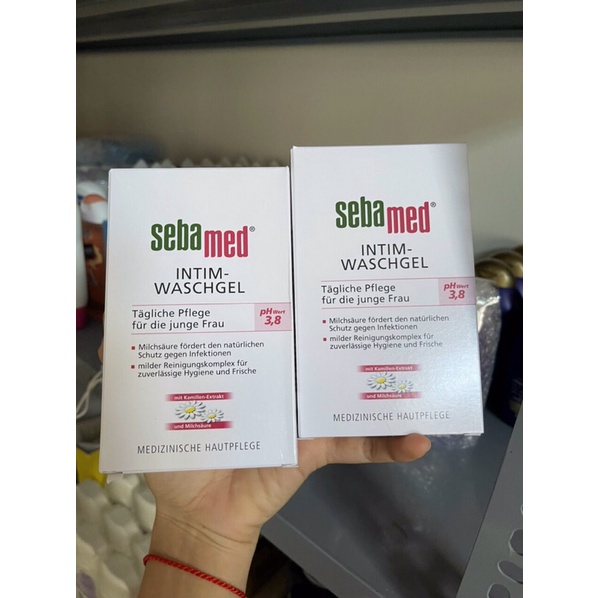 sebamed®
INTIM-
WASCHGEL
Tägliche Pflege
für die junge Frau
pH Wert
3,8
Milchsäure fördert den natürlichen
Schutz gegen Infektionen
milder Reinigungskomplex für
zuverlässige Hygiene und Frische
mit Kamillen-Extrakt
und Milchsäure
MEDIZINISCHE HAUTPFLEGE
sebamed®
INTIM-
WASCHGEL
Tägliche Pflege
für die junge Frau
pH Wert
3,8
Milchsäure fördert den natürlichen
Schutz gegen Infektionen
milder Reinigungskomplex für
zuverlässige Hygiene und Frische
mit Kamillen-Extrakt
und Milchsäure
MEDIZINISCHE HAUTPFLEGE